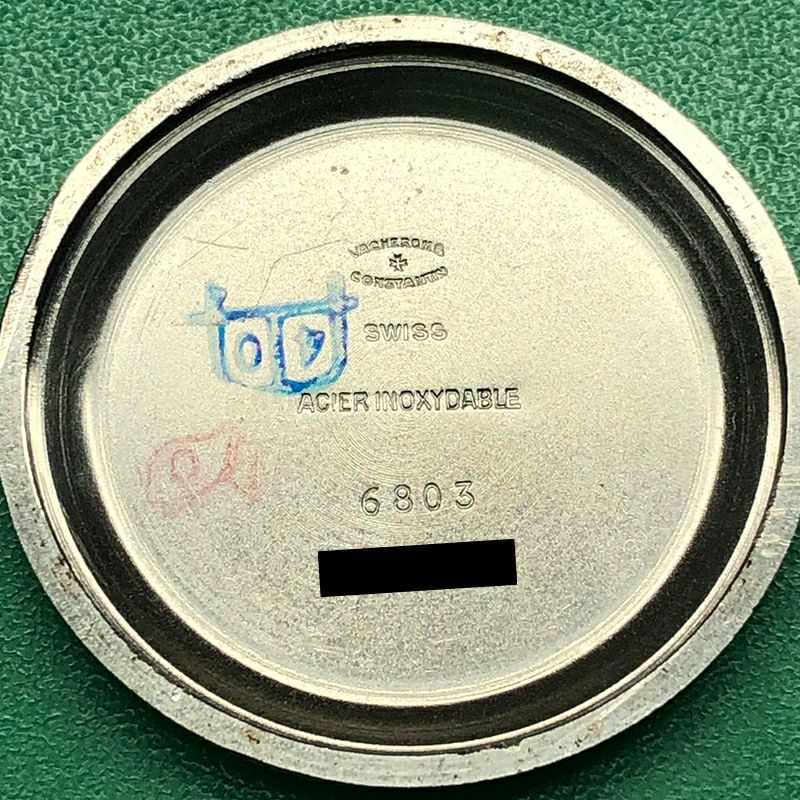 VACHERON &
CONSTANTIN
SWISS
ACIER INOXYDABLE
6803